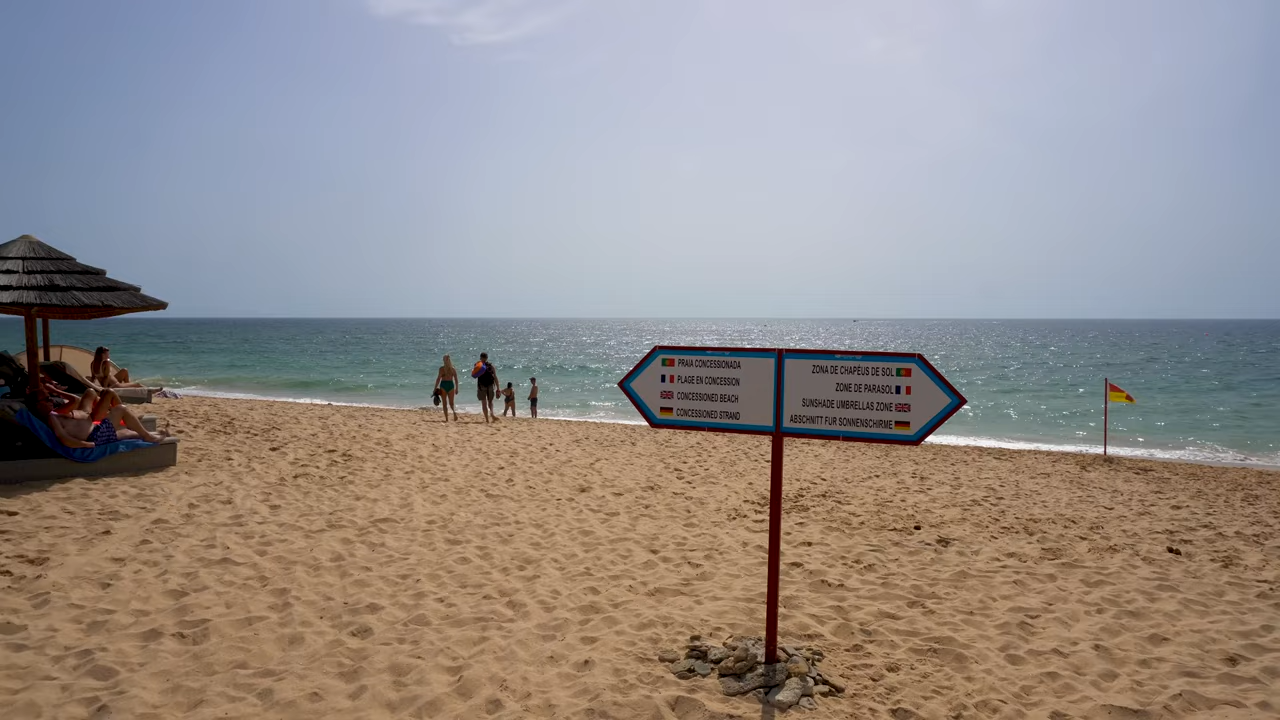 PRAIA CONCESSIONADA
PLAGE EN CONCESSION
CONCESSIONED BEACH
CONCESSIONED STRAND
ZONA DE CHAPÉUS DE SOL
ZONE DE PARASOL
SUNSHADE UMBRELLAS ZONE
ABSCHNITT FUR SONNENSCHIRME